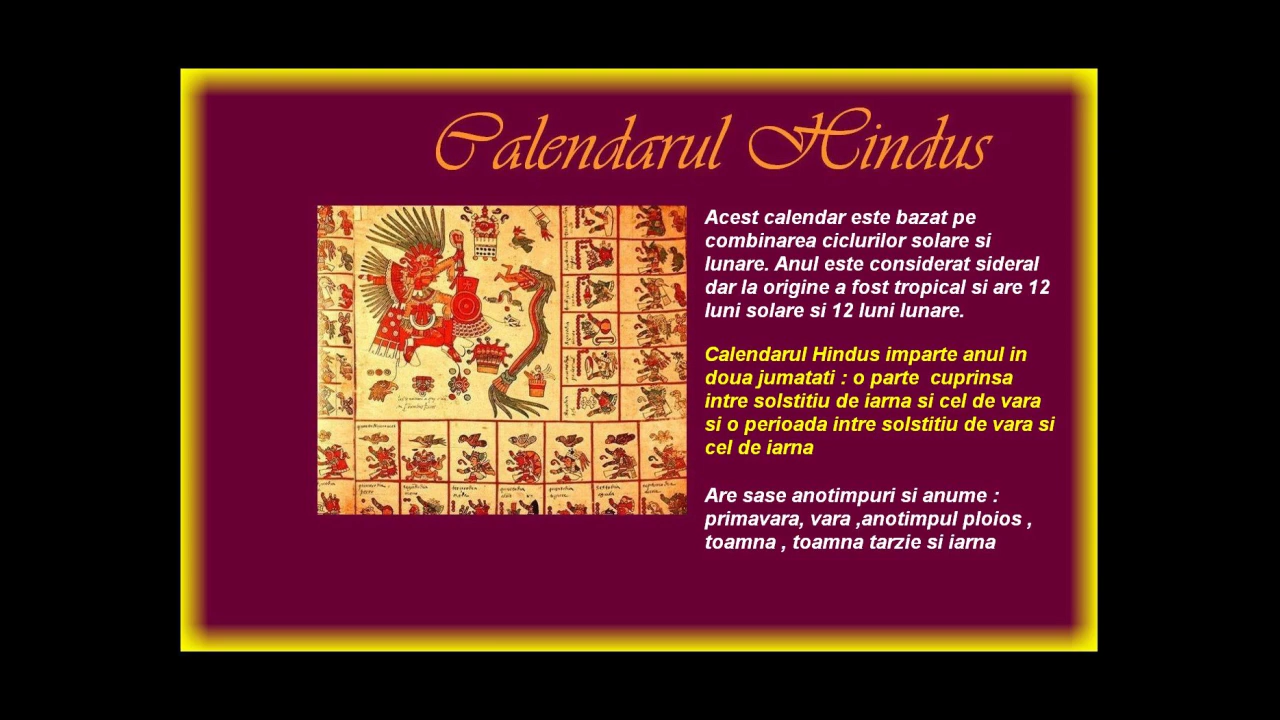 Calendarul Hindus
Acest calendar este bazat pe
combinarea ciclurilor solare si
lunare. Anul este considerat sideral
dar la origine a fost tropical si are 12
luni solare si 12 luni lunare.
Calendarul Hindus imparte anul in
doua jumatati : o parte  cuprinsa
intre solstitiu de iarna si cel de vara
si o perioada intre solstitiu de vara si
cel de iarna
Are sase anotimpuri si anume :
primavara, vara ,anotimpul ploios ,
toamna , toamna tarzie si iarna